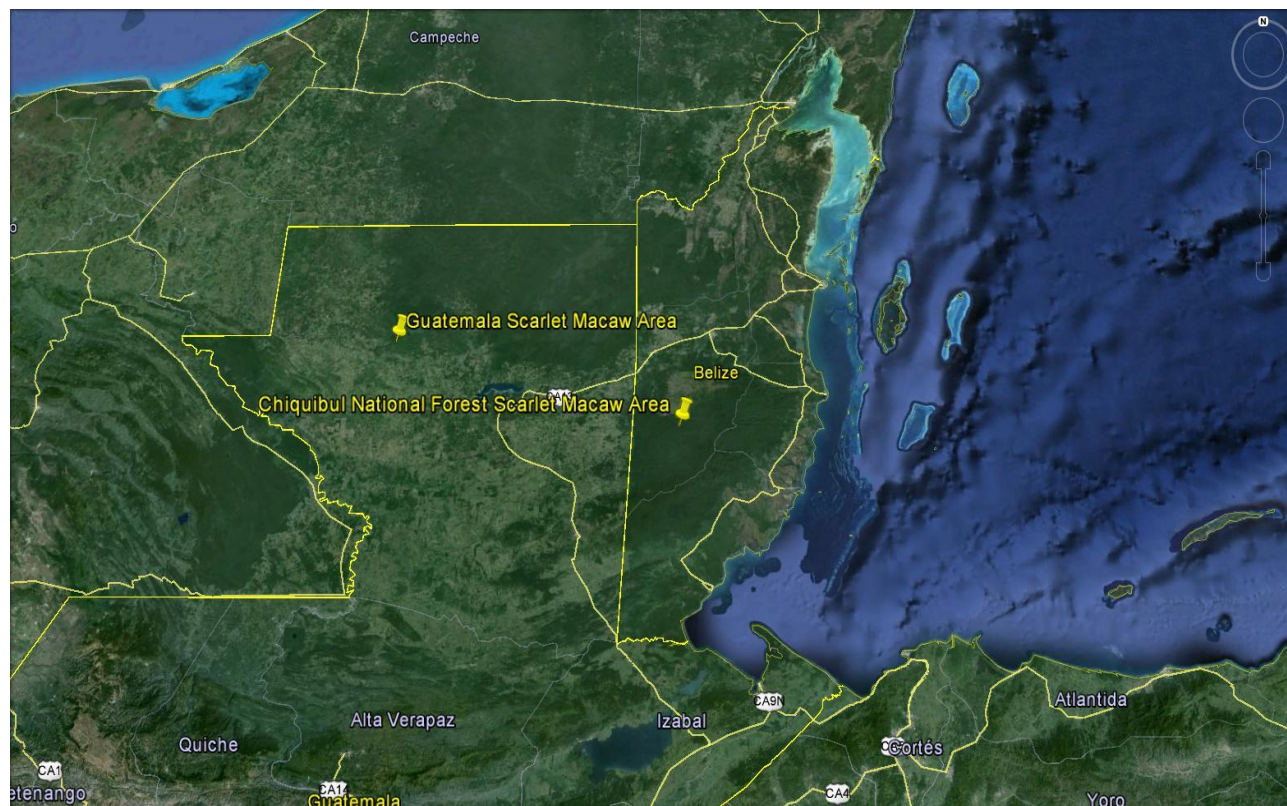 N
Campeche
Guatemala Scarlet Macaw Area
Belize
Chiquibul National Forest Scarlet Macaw Area
CA9N
Atlantida
Alta Verapaz
Izabal
Quiche
Cortés
CA1
CA14
CA4
etenango
Guatemala
Yoro